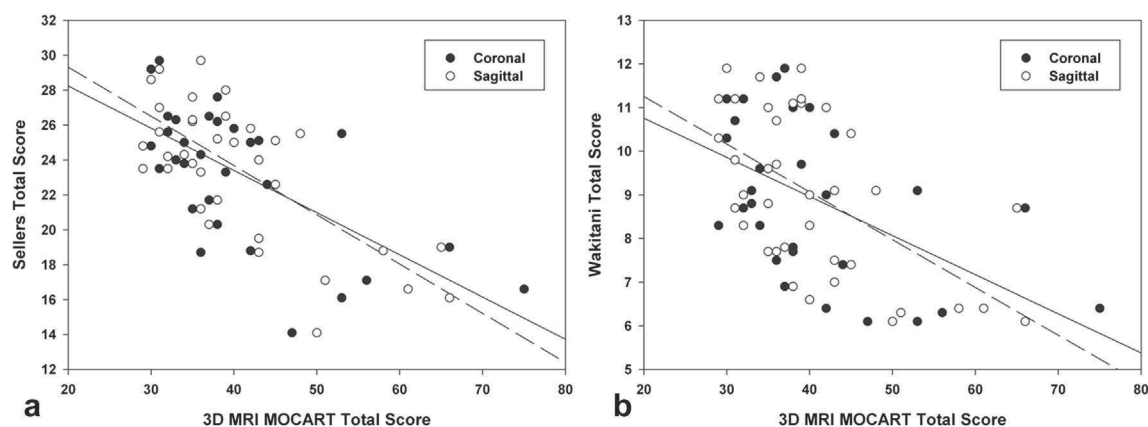 32
30
28
26
24
22
20
18
16
14
12
Sellers Total Score
Coronal
Sagittal
20 30 40 50 60 70 80
3D MRI MOCART Total Score
a
13
12
11
10
9
8
7
6
5
Wakitani Total Score
Coronal
Sagittal
20 30 40 50 60 70 80
3D MRI MOCART Total Score
b